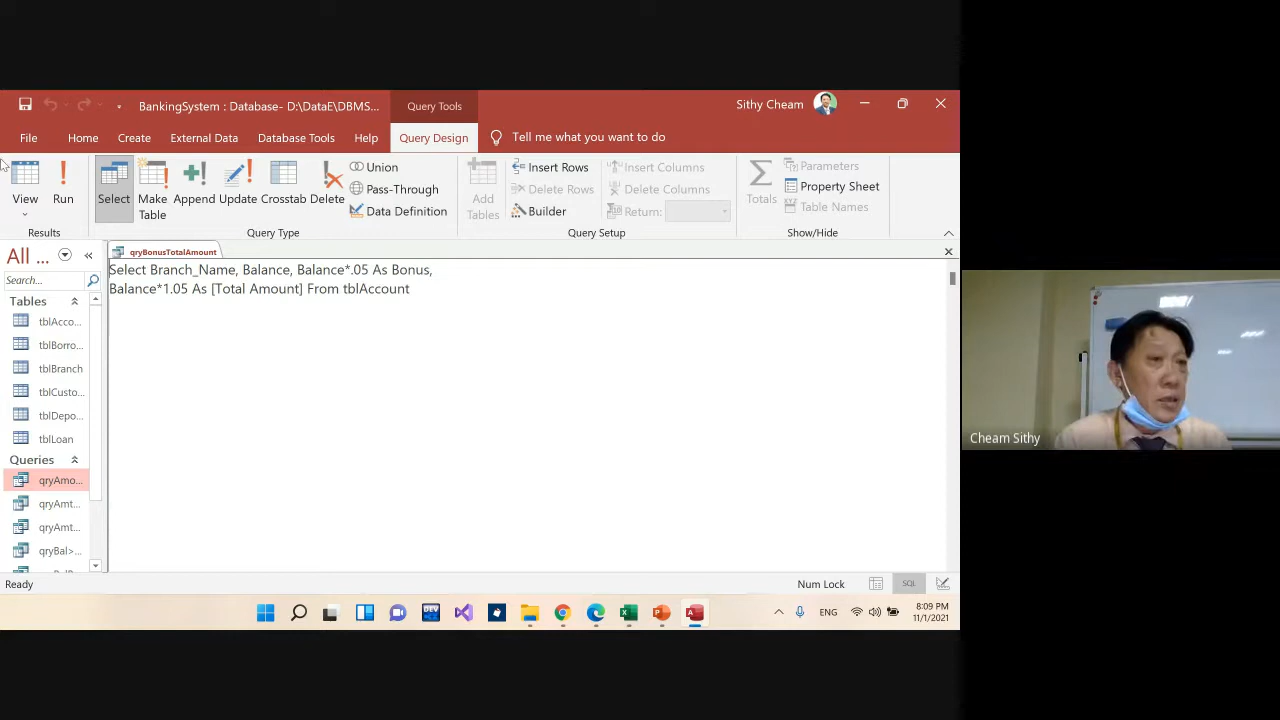 BankingSystem : Database- D:\DataE\DBMS...
Query Tools
Sithy Cheam
File
Home
Create
External Data
Database Tools
Help
Query Design
Tell me what you want to do
View
Run
Select
Make Table
Append
Update
Crosstab
Delete
Union
Pass-Through
Data Definition
Add Tables
Insert Rows
Delete Rows
Builder
Insert Columns
Delete Columns
Return:
Totals
Parameters
Property Sheet
Table Names
Results
Query Type
Query Setup
Show/Hide
All ...
Search...
Tables
tblAcco...
tblBorro...
tblBranch
tblCusto...
tblDepo...
tblLoan
Queries
qryAmo...
qryAmt...
qryAmt...
qryBal>...
qryBonusTotalAmount
Select Branch_Name, Balance, Balance*.05 As Bonus,
Balance*1.05 As [Total Amount] From tblAccount
Ready
Num Lock
SQL
DEV
ENG
8:09 PM
11/1/2021
Cheam Sithy